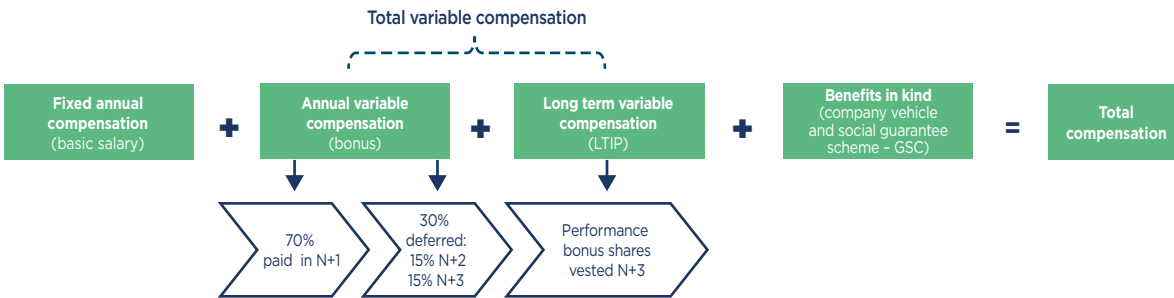 Total variable compensation
Fixed annual
compensation
(basic salary)
+
Annual variable
compensation
(bonus)
+
Long term variable
compensation
(LTIP)
+
Benefits in kind
(company vehicle
and social guarantee
scheme – GSC)
=
Total
compensation
70%
paid in N+1
30%
deferred:
15% N+2
15% N+3
Performance
bonus shares
vested N+3